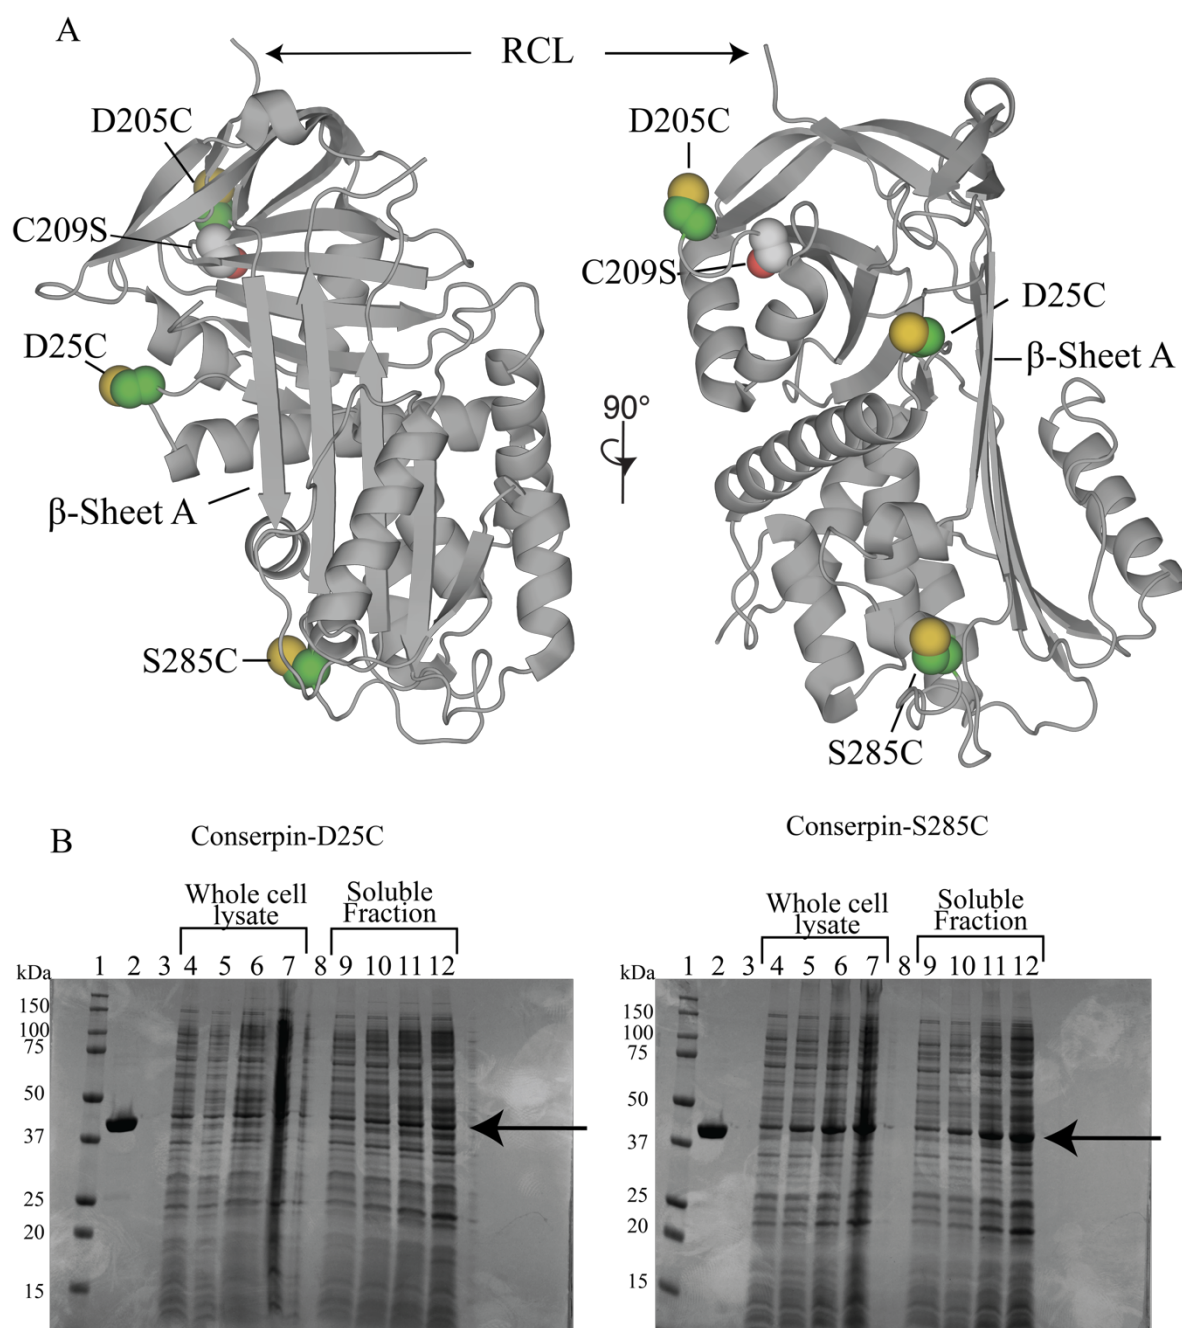 A
RCL
D205C
C209S
D25C
β-Sheet A
S285C
90°
D205C
C209S
D25C
β-Sheet A
S285C
B
Conserpin-D25C
Whole cell
lysate
Soluble
Fraction
kDa
1 2 3 4 5 6 7 8 9 10 11 12
150
100
75
50
37
25
20
15
Conserpin-S285C
Whole cell
lysate
Soluble
Fraction
kDa
1 2 3 4 5 6 7 8 9 10 11 12
150
100
75
50
37
25
20
15